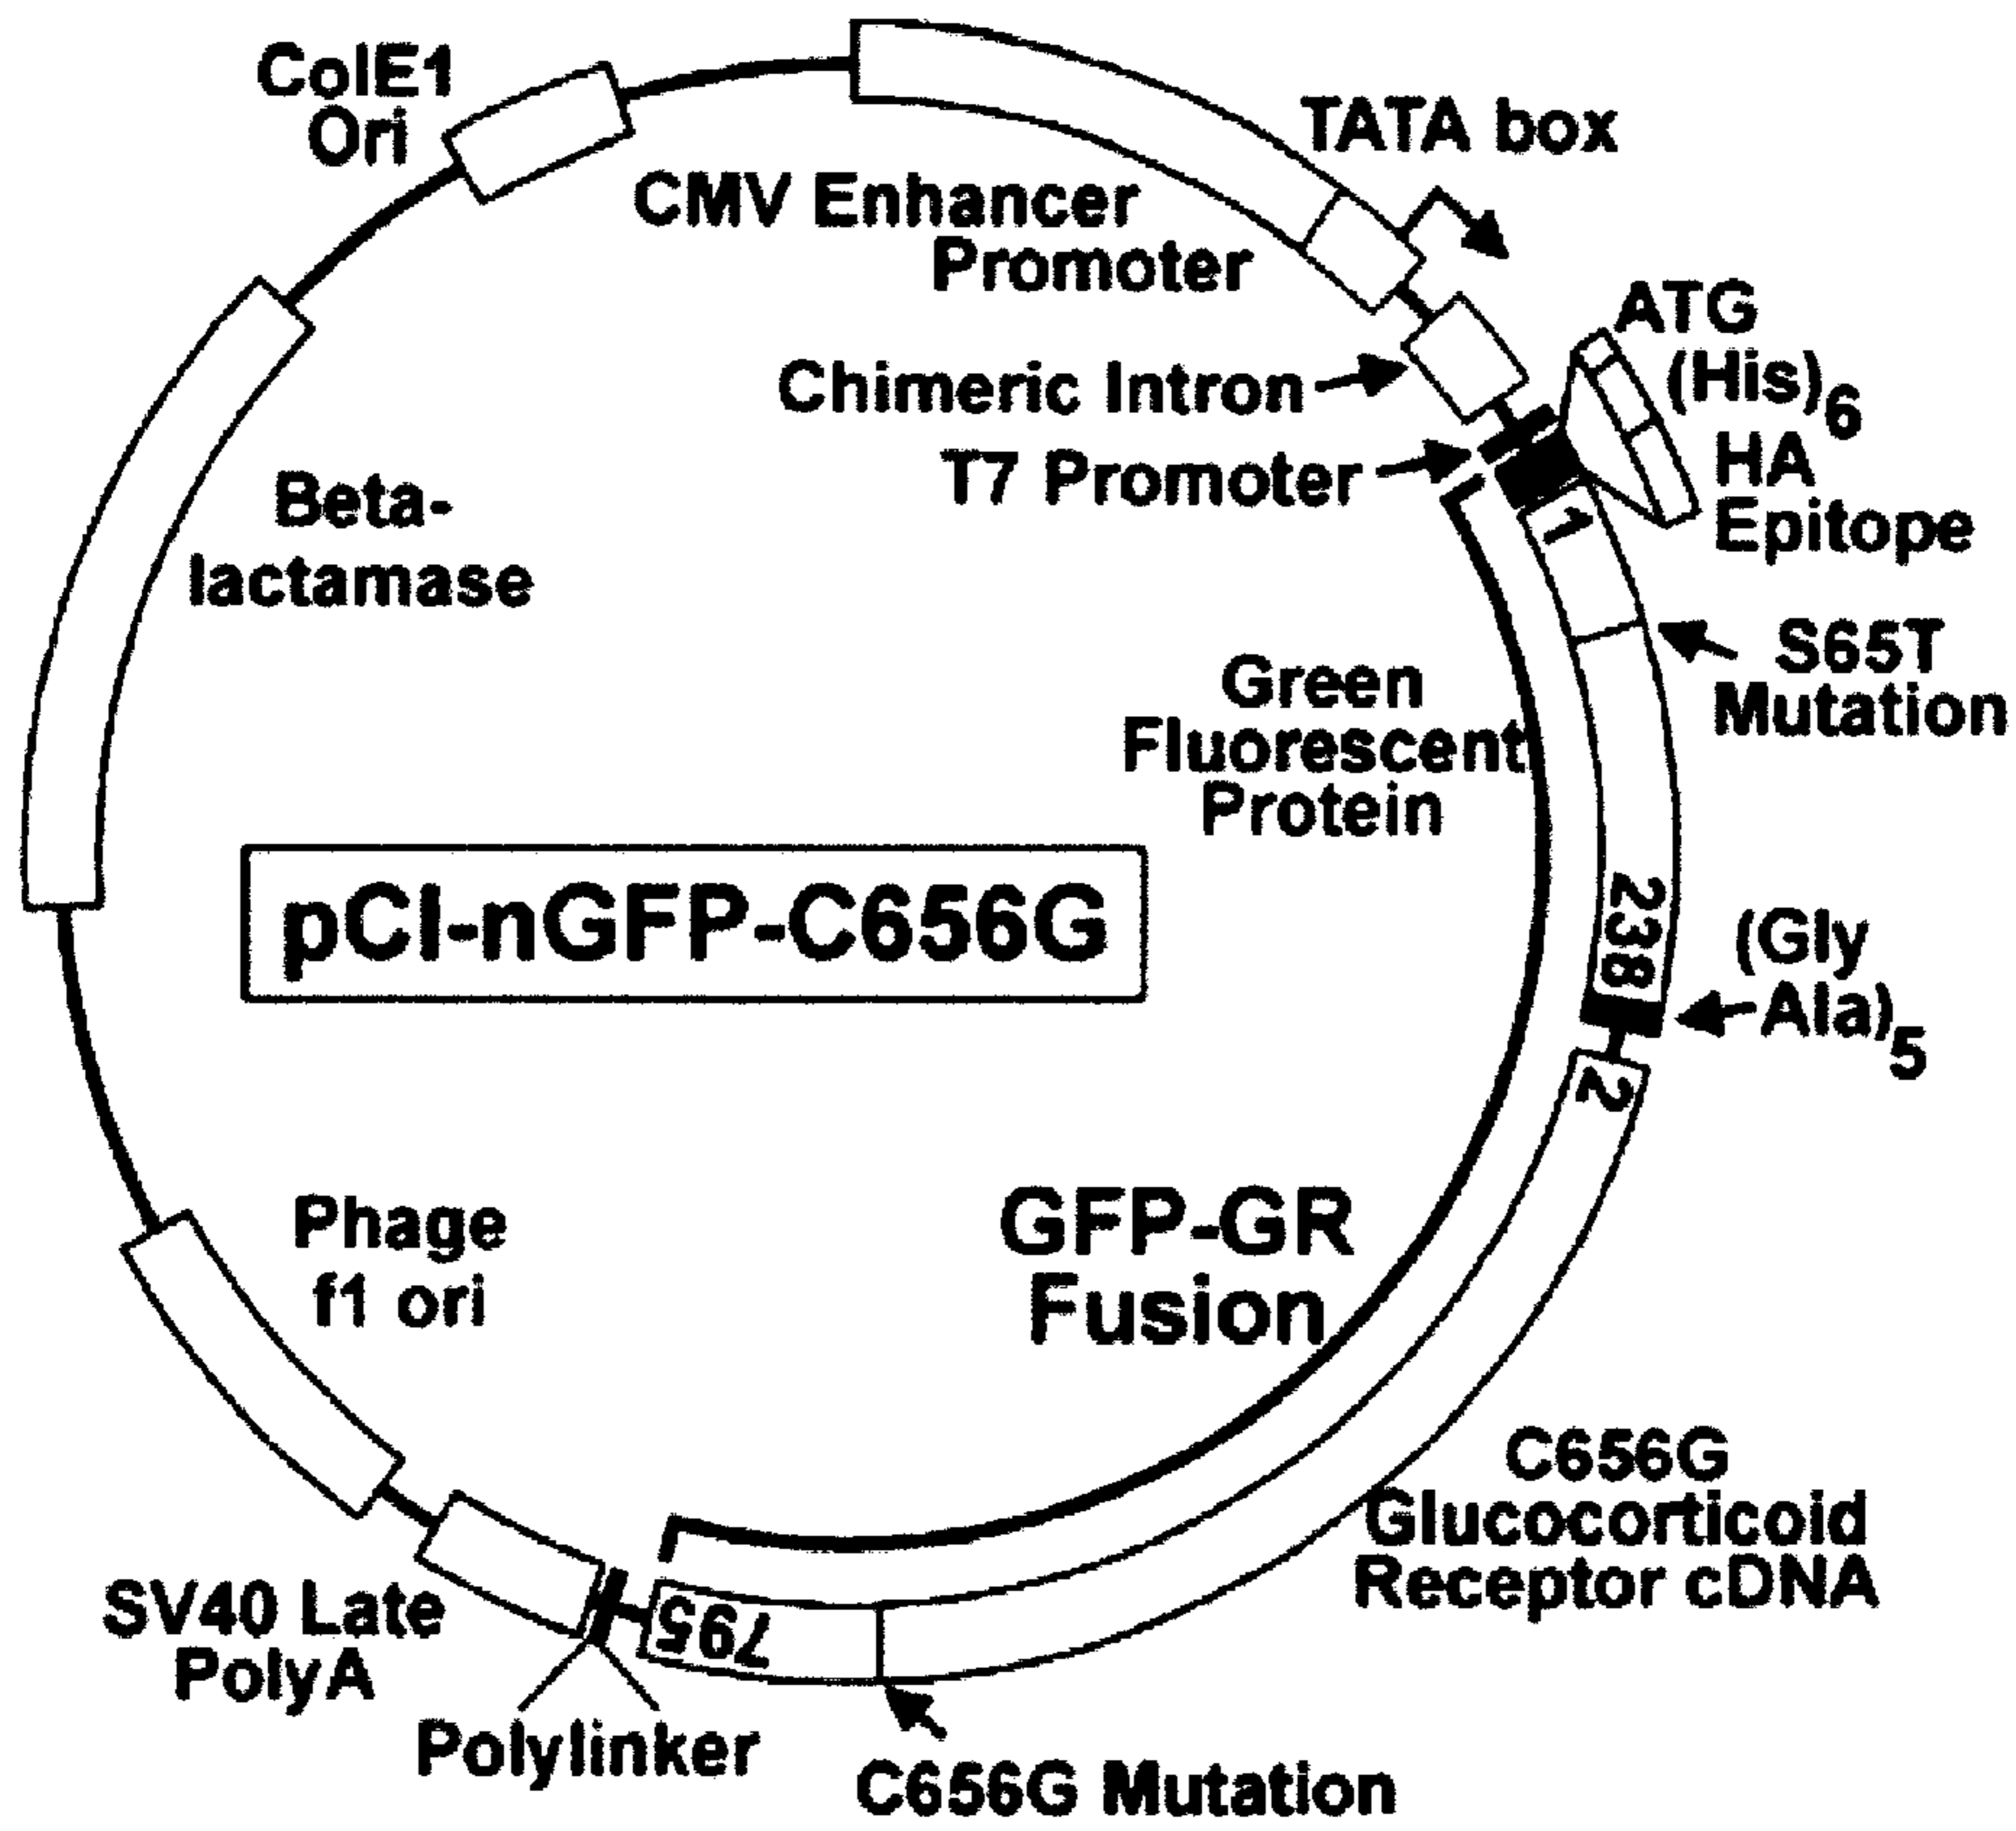 ColE1
Ori
TATA box
CMV Enhancer
Promoter
ATG
(His)6
HA
Epitope
Chimeric Intron
T7 Promoter
1
Beta-
lactamase
S65T
Mutation
Green
Fluorescent
Protein
pCI-nGFP-C656G
238
(Gly
Ala)5
2
Phage
f1 ori
GFP-GR
Fusion
C656G
Glucocorticoid
Receptor cDNA
SV40 Late
PolyA
795
Polylinker
C656G Mutation